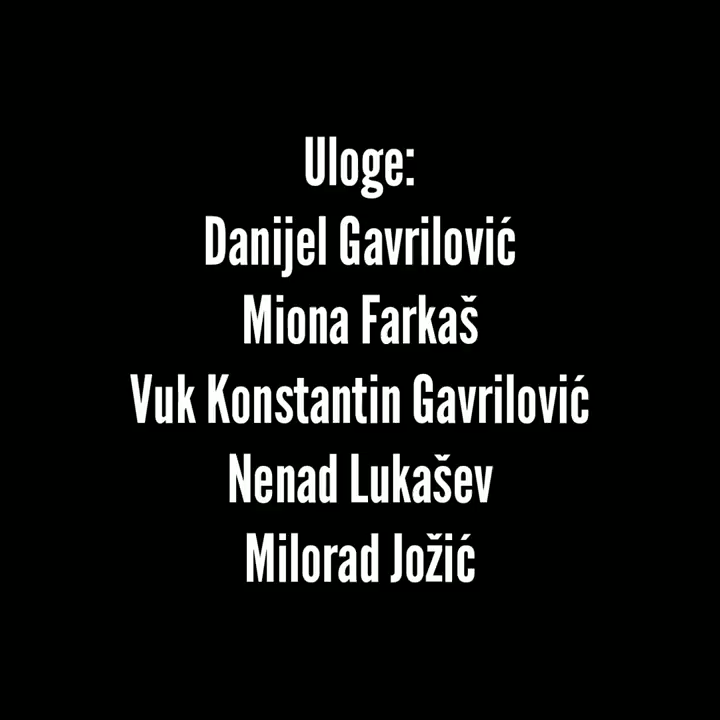 Uloge:
Danijel Gavrilović
Miona Farkaš
Vuk Konstantin Gavrilović
Nenad Lukašev
Milorad Jožić